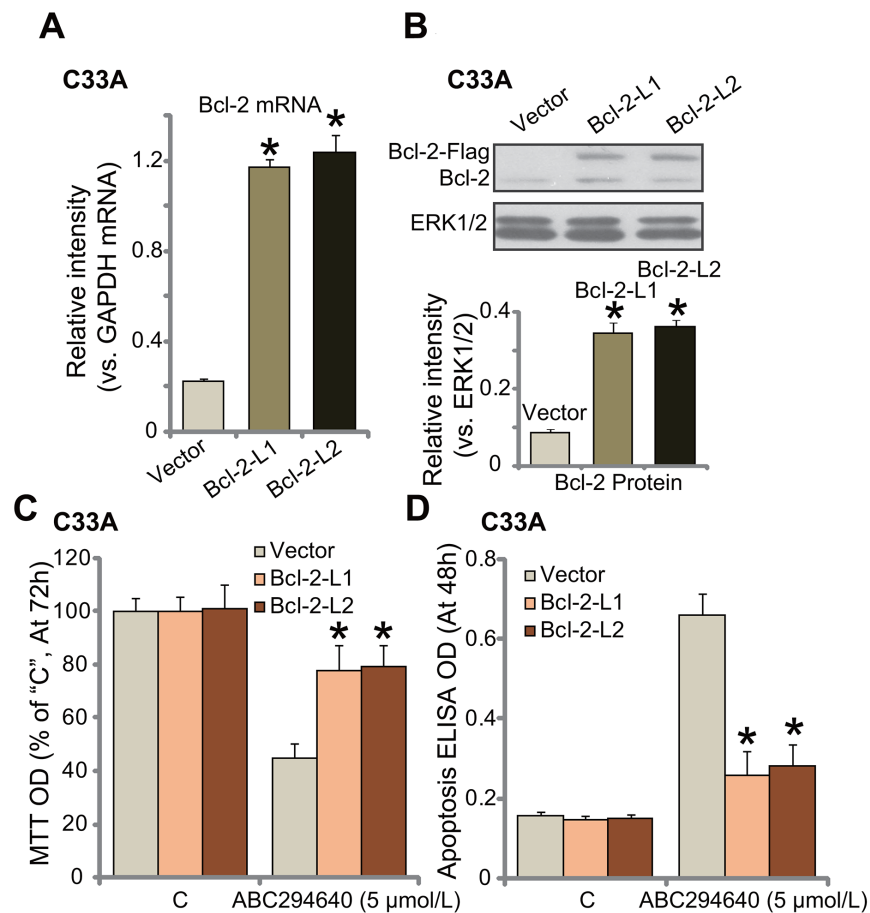 A
C33A
Bcl-2 mRNA
Relative intensity
(vs. GAPDH mRNA)
1.2
0.8
0.4
0
*
*
Vector
Bcl-2-L1
Bcl-2-L2
B
C33A
Vector
Bcl-2-L1
Bcl-2-L2
Bcl-2-Flag
Bcl-2
ERK1/2
Relative intensity
(vs. ERK1/2)
0.4
0.2
0
Vector
Bcl-2-L1
*
Bcl-2-L2
*
Bcl-2 Protein
C
C33A
MTT OD (% of “C”, At 72h)
120
100
80
60
40
20
0
Vector
Bcl-2-L1
Bcl-2-L2
*
*
C
ABC294640 (5 μmol/L)
D
C33A
Apoptosis ELISA OD (At 48h)
0.8
0.6
0.4
0.2
0
Vector
Bcl-2-L1
Bcl-2-L2
*
*
C
ABC294640 (5 μmol/L)